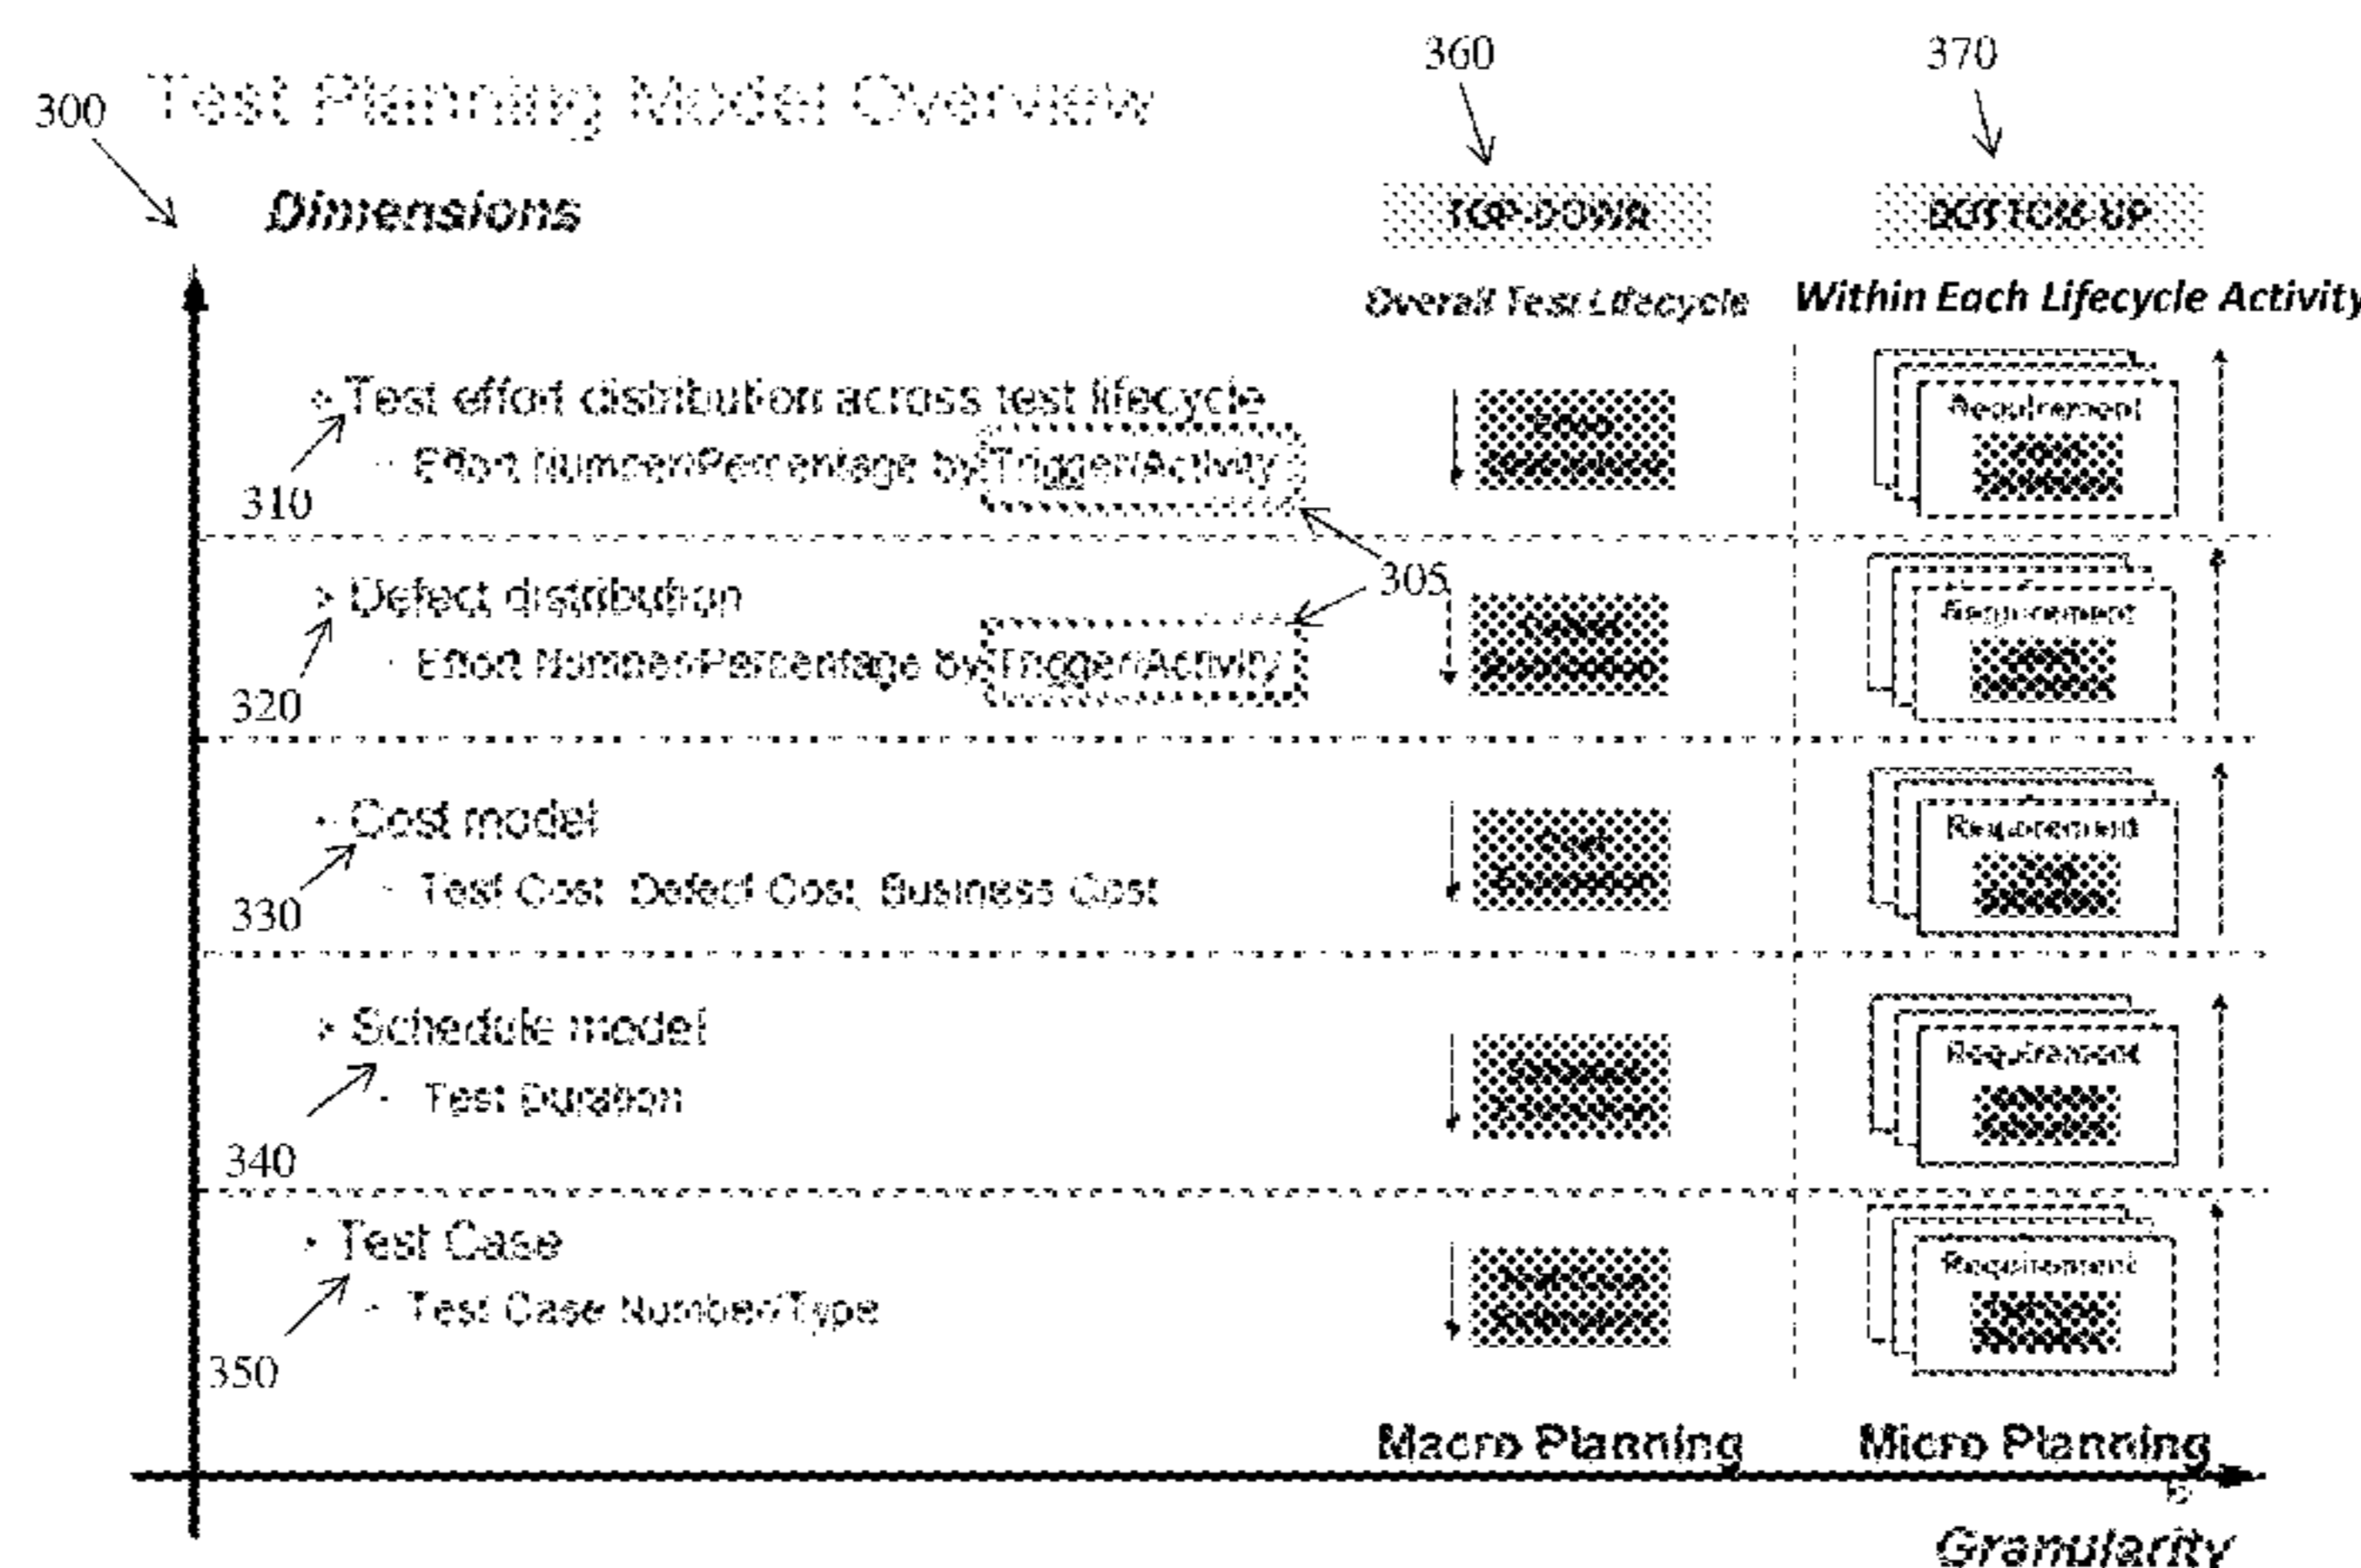 360
370
300
Test Planning Model Overview
Dimensions
TOP-DOWN
BOTTOM-UP
Overall Test Lifecycle
Within Each Lifecycle Activity
Test effort distribution across test lifecycle
Requirement
Effort Number/Percentage by Trigger/Activity
310
305
Defect distribution
Requirement
Effort Number/Percentage by Trigger/Activity
320
Cost model
Requirement
Test Cost, Defect Cost, Business Cost
330
Schedule model
Requirement
Test Duration
340
Test Case
Requirement
Test Case Number/Type
350
Macro Planning
Micro Planning
Granularity